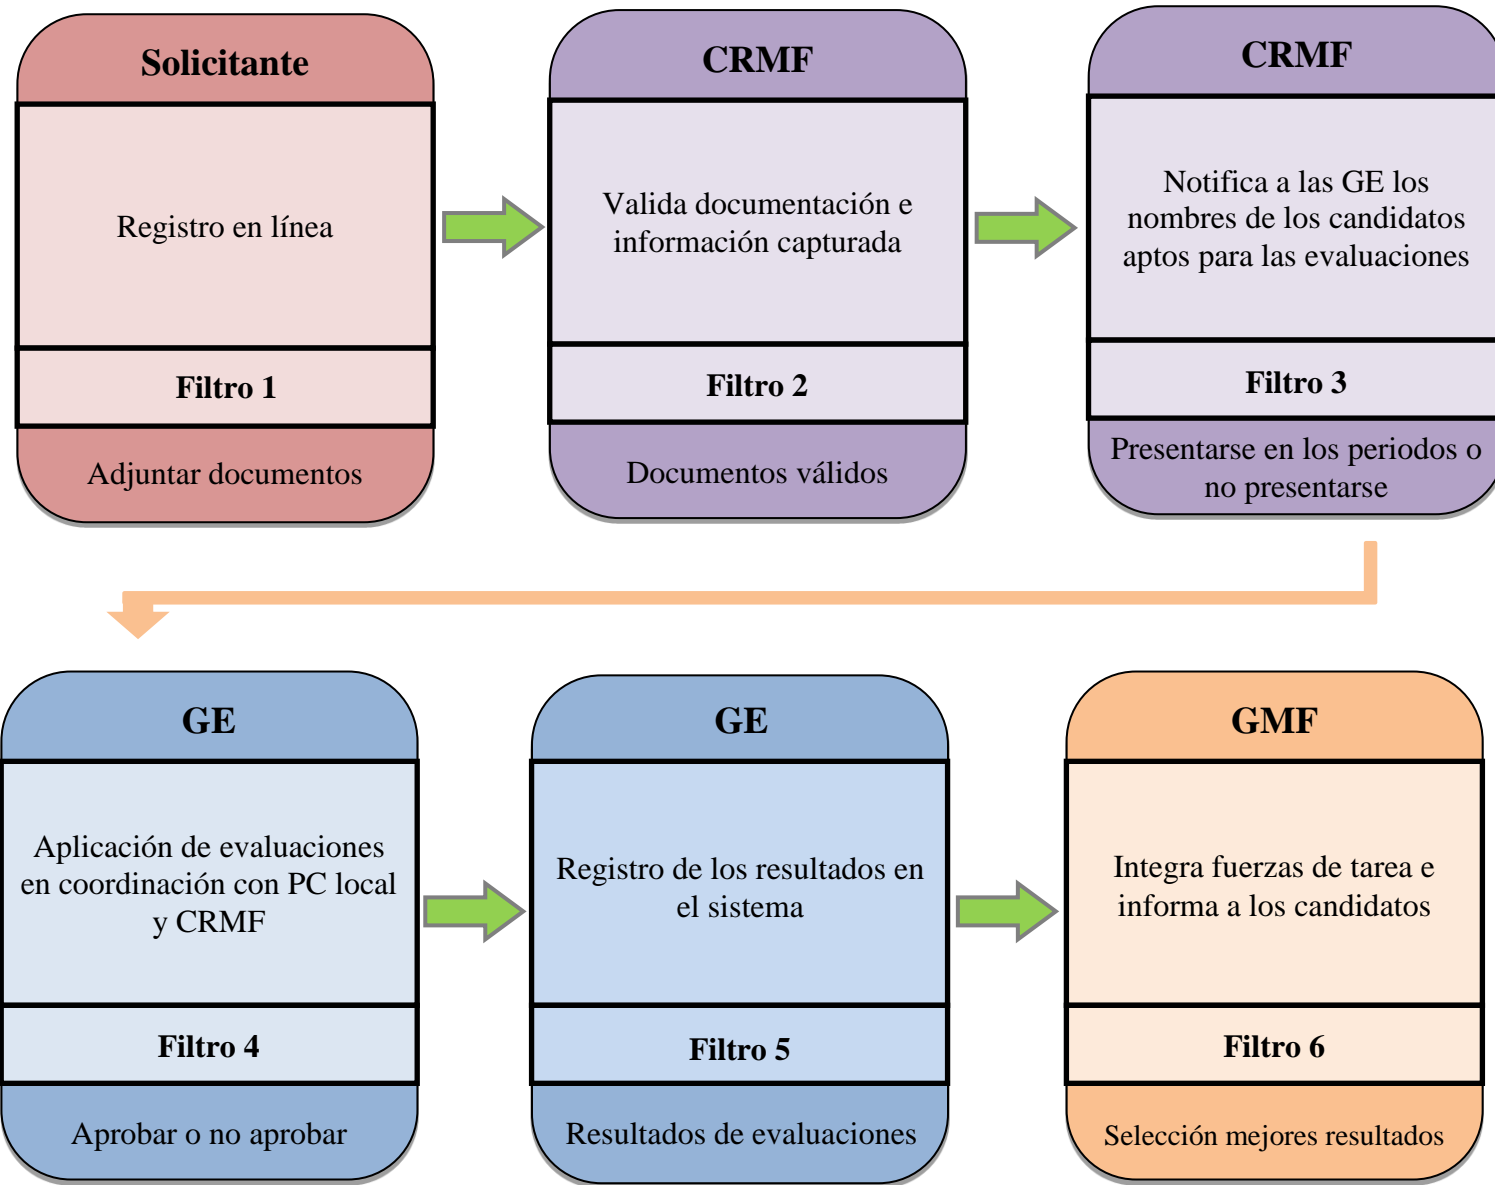 Solicitante
Registro en línea
Filtro 1
Adjuntar documentos
CRMF
Valida documentación e
información capturada
Filtro 2
Documentos válidos
CRMF
Notifica a las GE los
nombres de los candidatos
aptos para las evaluaciones
Filtro 3
Presentarse en los periodos o
no presentarse
GE
Aplicación de evaluaciones
en coordinación con PC local
y CRMF
Filtro 4
Aprobar o no aprobar
GE
Registro de los resultados en
el sistema
Filtro 5
Resultados de evaluaciones
GMF
Integra fuerzas de tarea e
informa a los candidatos
Filtro 6
Selección mejores resultados